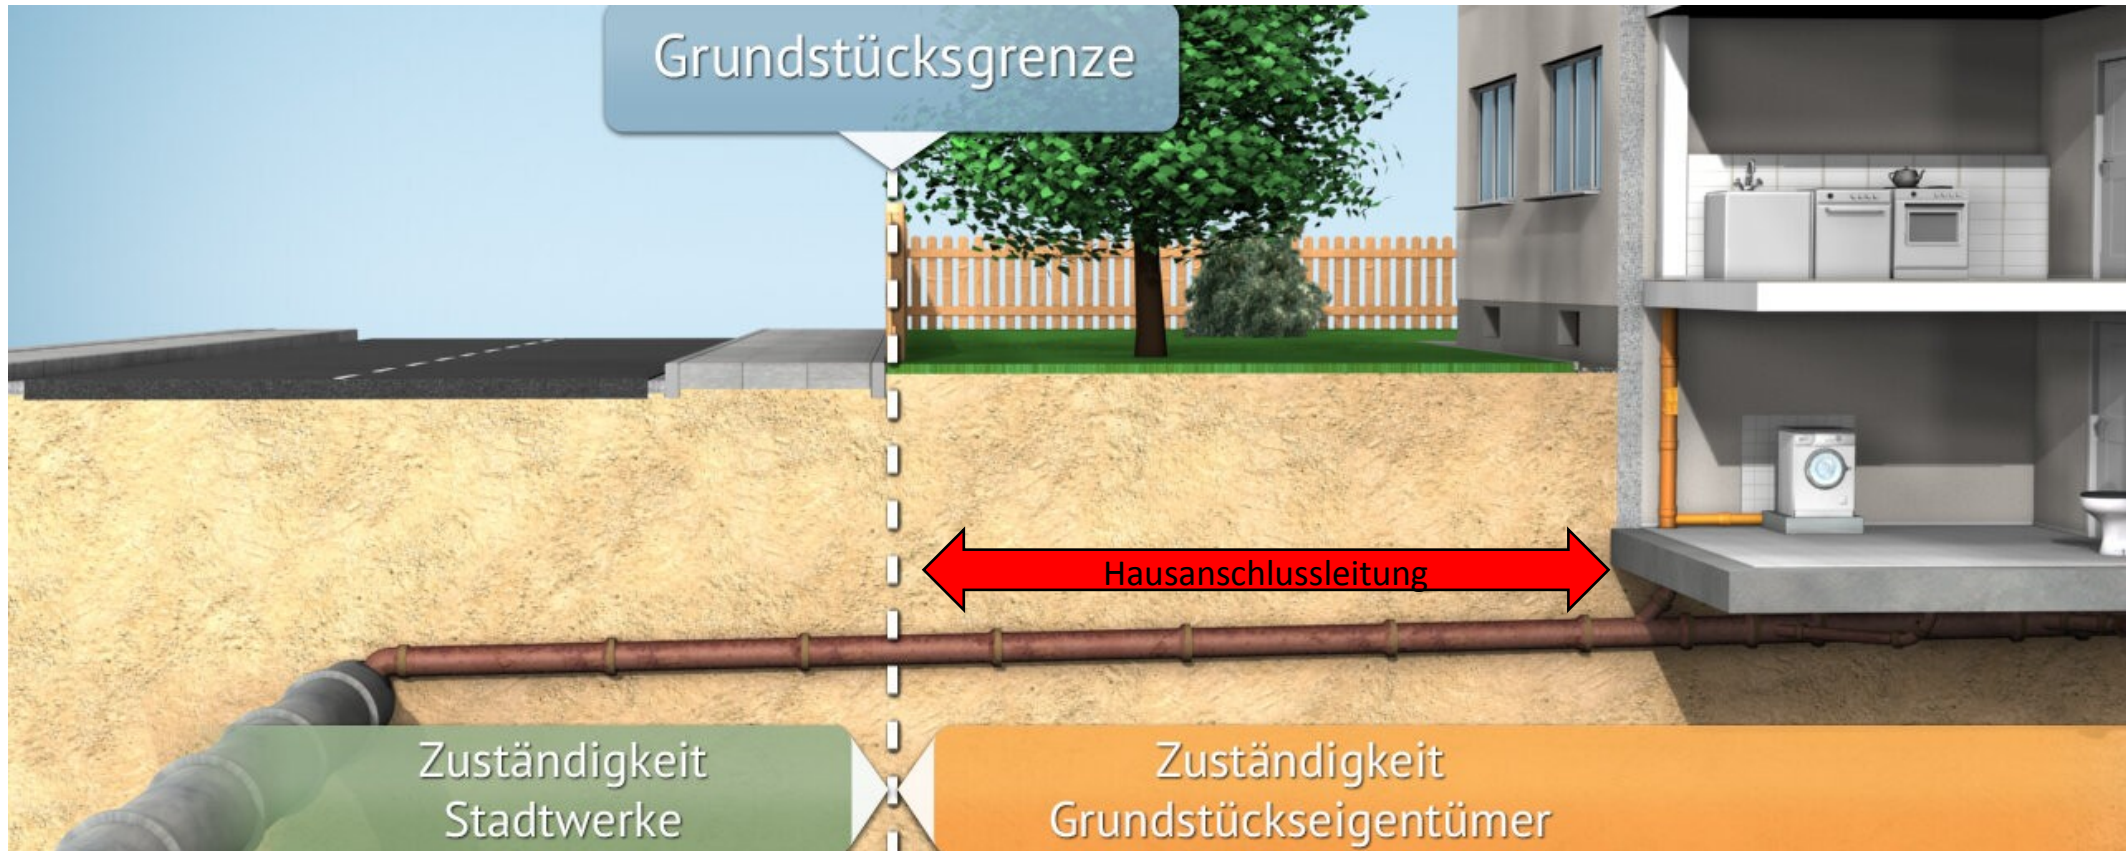 Grundstücksgrenze
Hausanschlussleitung
Zuständigkeit
Stadtwerke
Zuständigkeit
Grundstückseigentümer